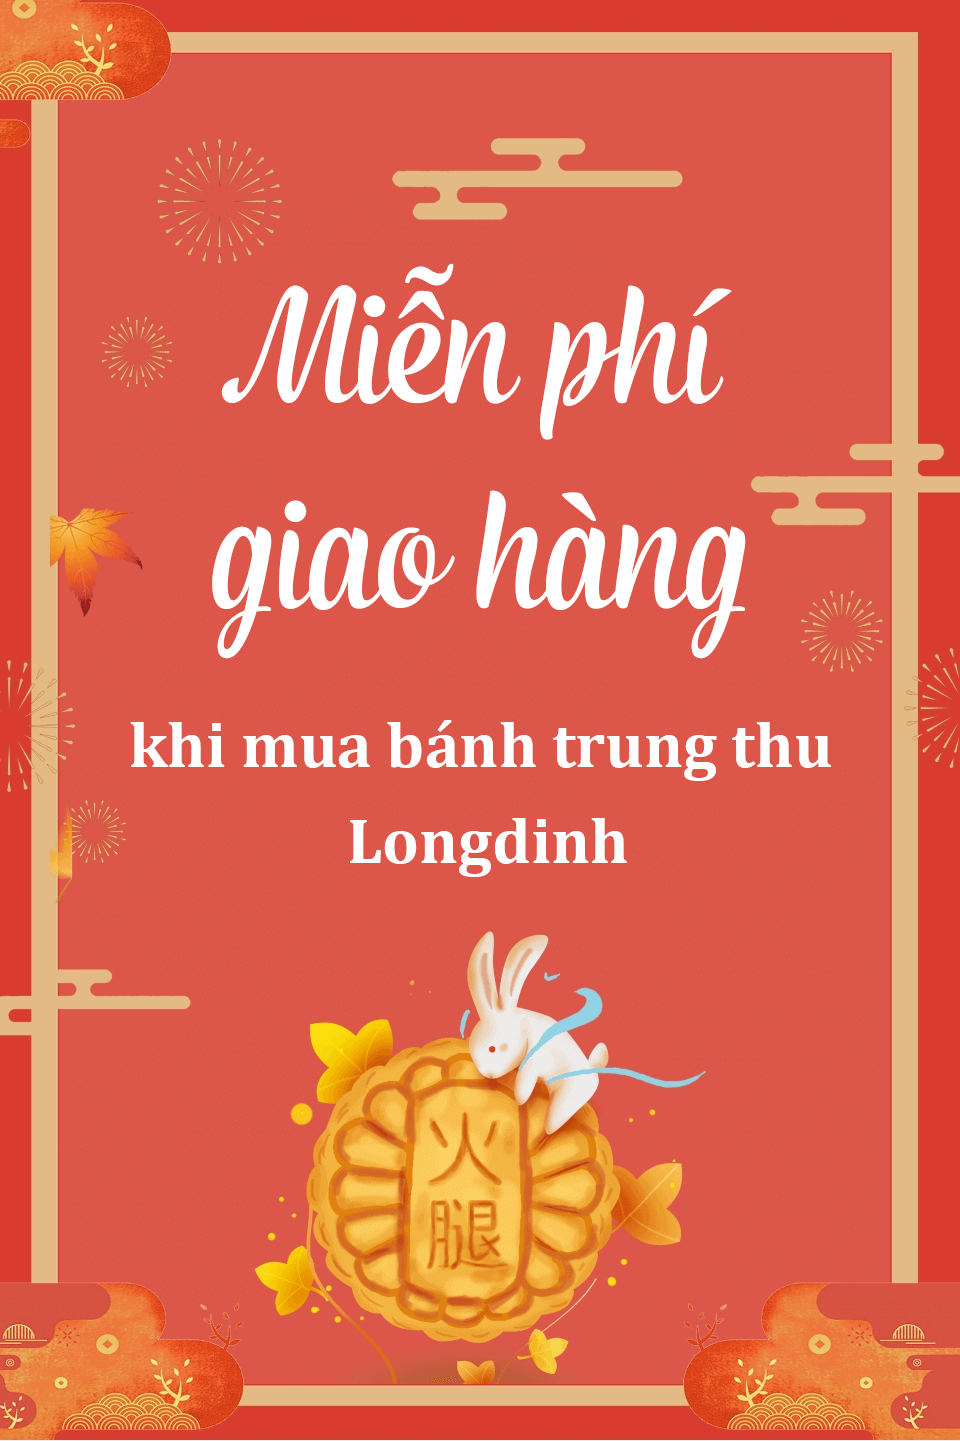 Miễn phí
giao hàng
khi mua bánh trung thu
Longdinh
火
腿